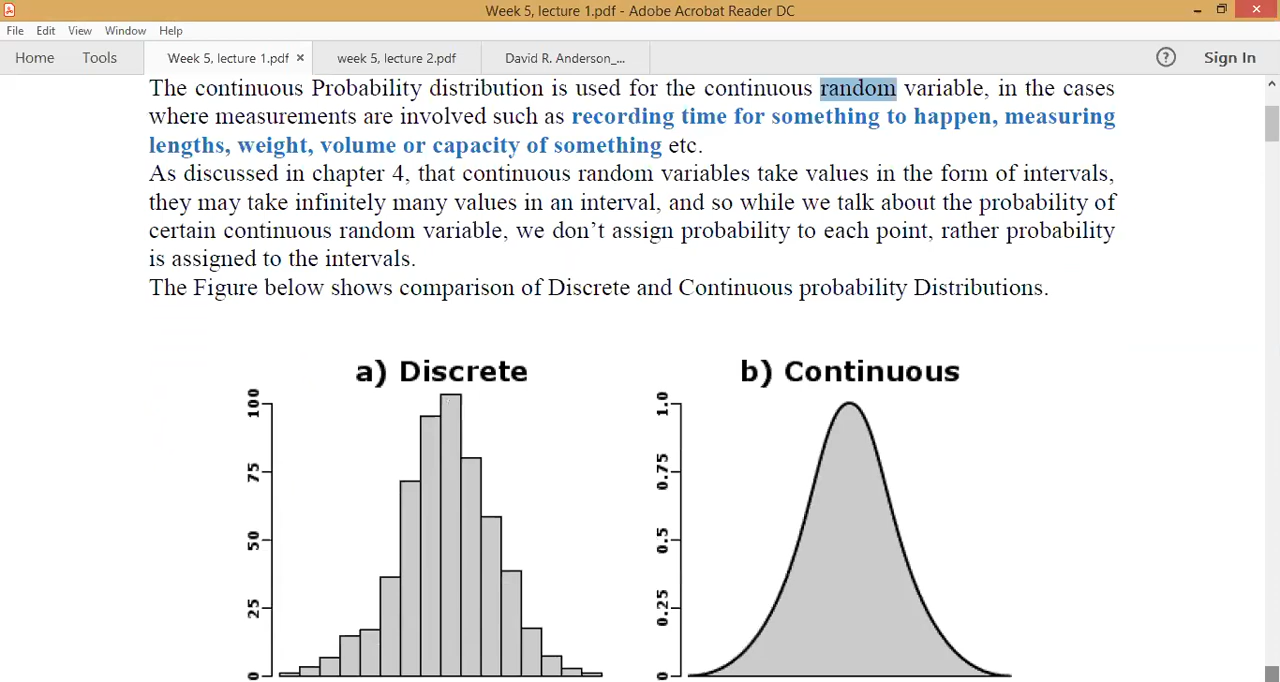 Week 5, lecture 1.pdf - Adobe Acrobat Reader DC
File Edit View Window Help
Home Tools Week 5, lecture 1.pdf × week 5, lecture 2.pdf David R. Anderson_... ? Sign In
The continuous Probability distribution is used for the continuous random variable, in the cases
where measurements are involved such as recording time for something to happen, measuring
lengths, weight, volume or capacity of something etc.
As discussed in chapter 4, that continuous random variables take values in the form of intervals,
they may take infinitely many values in an interval, and so while we talk about the probability of
certain continuous random variable, we don’t assign probability to each point, rather probability
is assigned to the intervals.
The Figure below shows comparison of Discrete and Continuous probability Distributions.
a) Discrete
100
75
50
25
0
b) Continuous
1.0
0.75
0.5
0.25
0